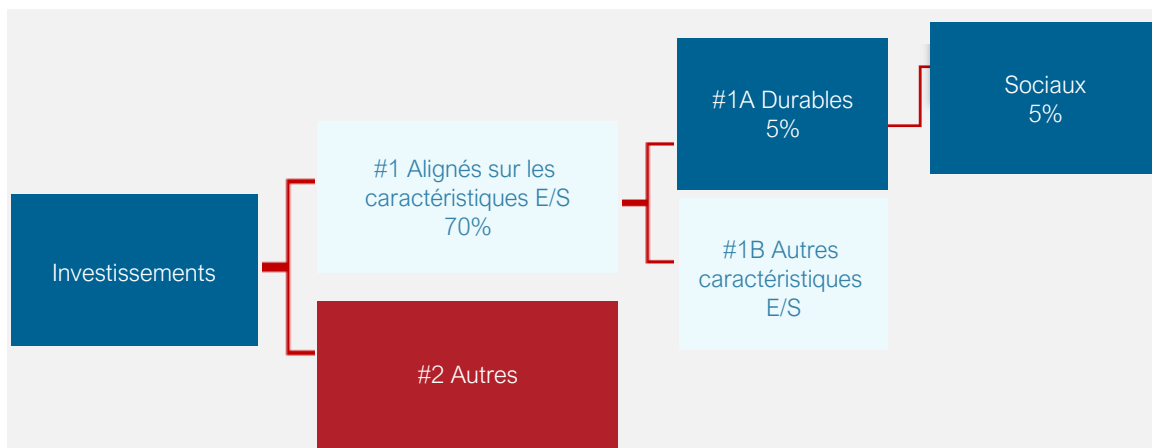 Investissements
#1 Alignés sur les
caractéristiques E/S
70%
#2 Autres
#1A Durables
5%
#1B Autres
caractéristiques
E/S
Sociaux
5%